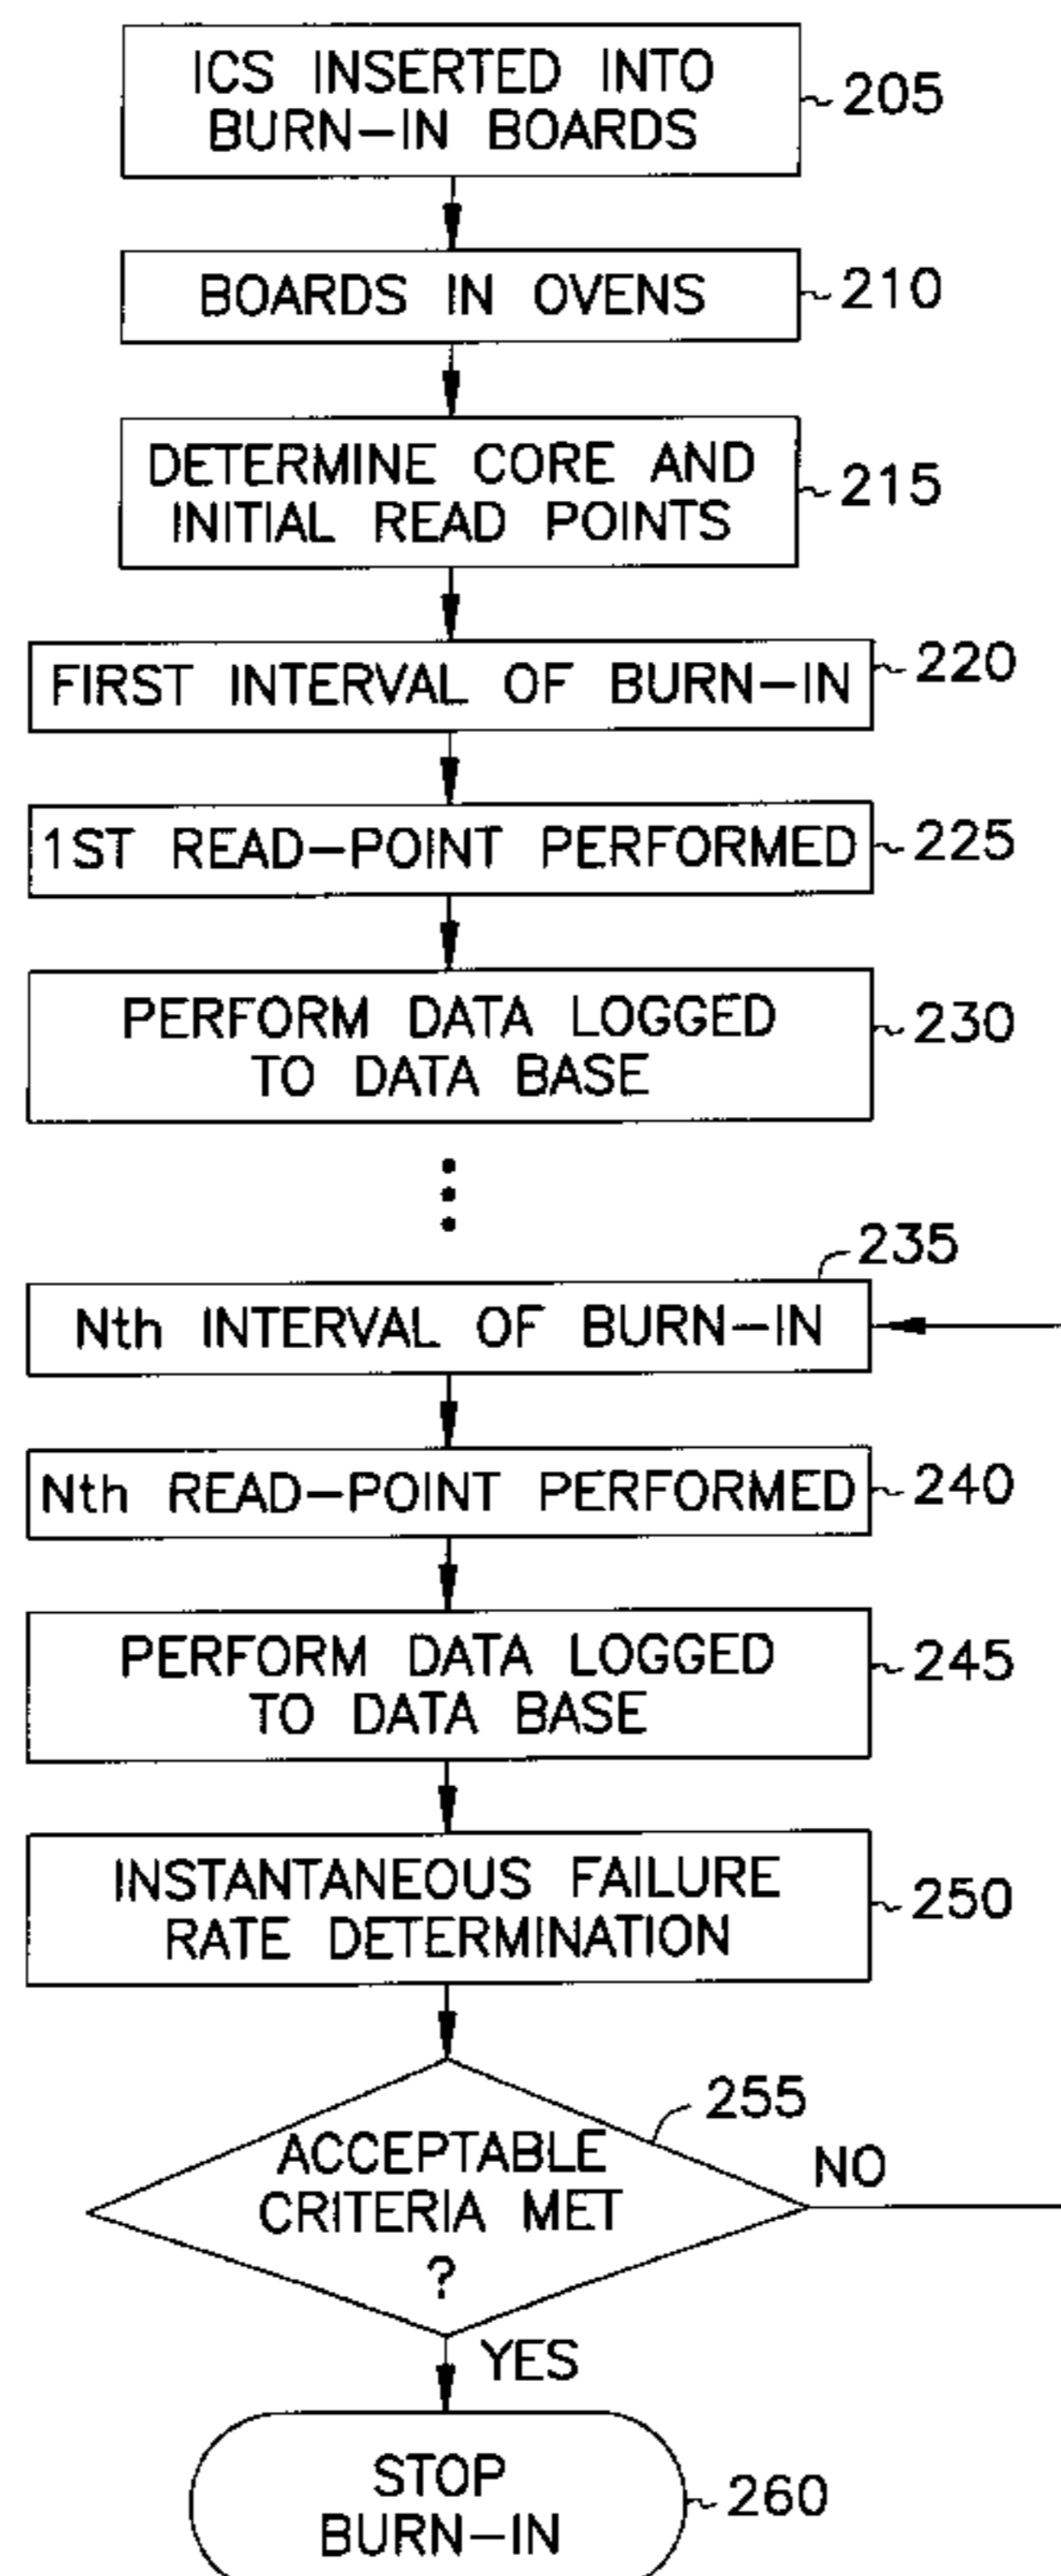 ICS INSERTED INTO
BURN-IN BOARDS
205
BOARDS IN OVENS
210
DETERMINE CORE AND
INITIAL READ POINTS
215
FIRST INTERVAL OF BURN-IN
220
1ST READ-POINT PERFORMED
225
PERFORM DATA LOGGED
TO DATA BASE
230
235
Nth INTERVAL OF BURN-IN
Nth READ-POINT PERFORMED
240
PERFORM DATA LOGGED
TO DATA BASE
245
INSTANTANEOUS FAILURE
RATE DETERMINATION
250
255
ACCEPTABLE
CRITERIA MET
?
NO
YES
STOP
BURN-IN
260